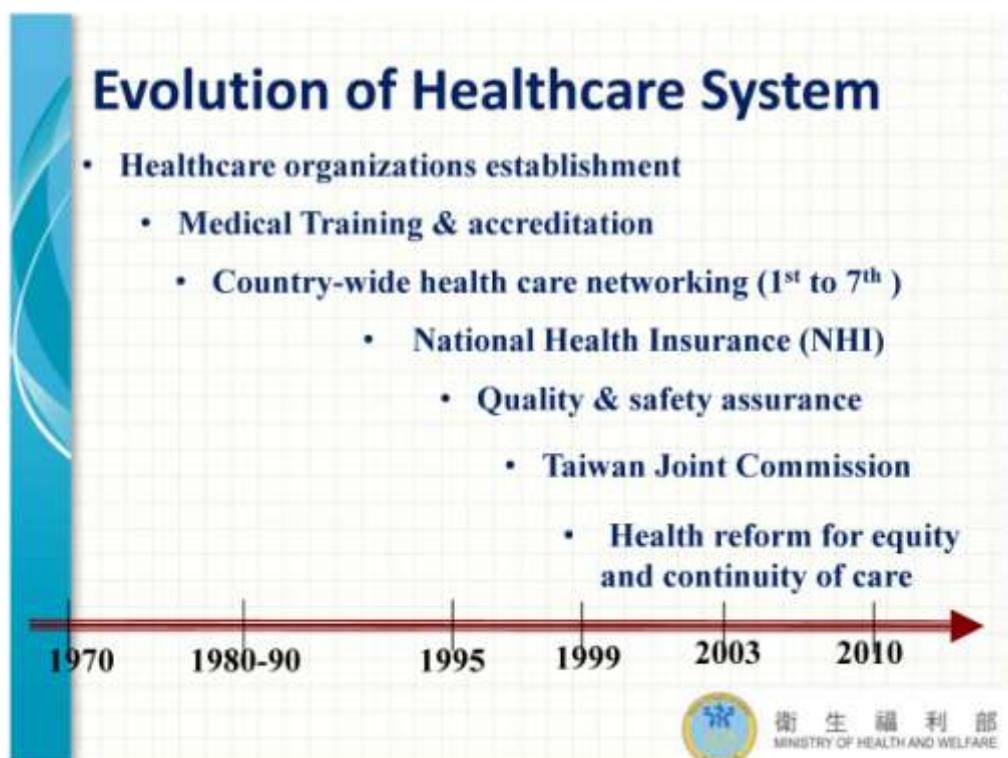 Evolution of Healthcare System
• Healthcare organizations establishment
• Medical Training & accreditation
• Country-wide health care networking (1st to 7th )
• National Health Insurance (NHI)
• Quality & safety assurance
• Taiwan Joint Commission
• Health reform for equity
and continuity of care
1970 1980-90 1995 1999 2003 2010
衛生福利部
MINISTRY OF HEALTH AND WELFARE